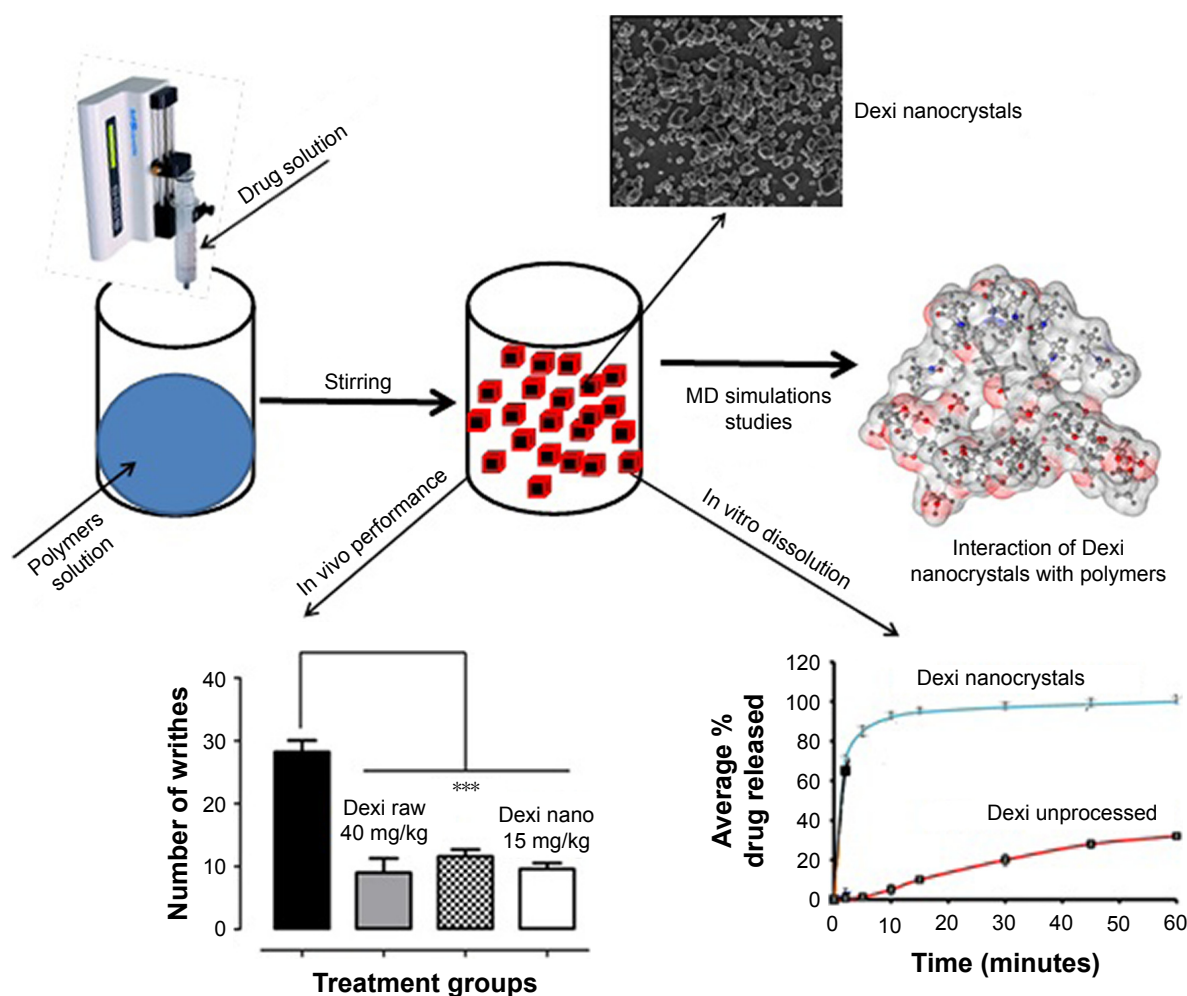 Drug solution
Dexi nanocrystals
Stirring
MD simulations
studies
Polymers
solution
In vivo performance
In vitro dissolution
Interaction of Dexi
nanocrystals with polymers
Number of writhes
40
30
20
10
0
Dexi raw
40 mg/kg
***
Dexi nano
15 mg/kg
Treatment groups
Average %
drug released
120
100
80
60
40
20
0
Dexi nanocrystals
Dexi unprocessed
0 10 20 30 40 50 60
Time (minutes)